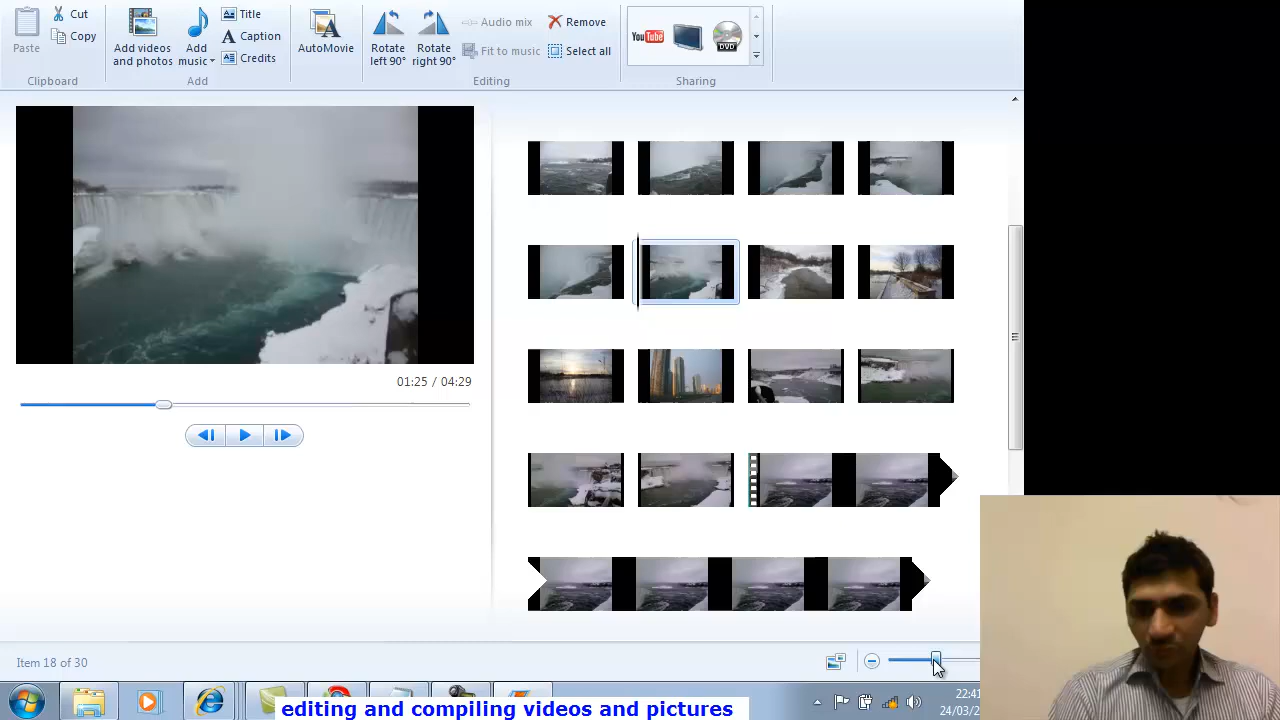 Paste
Cut
Copy
Clipboard
Add videos
and photos
Add
music
Title
Caption
Credits
Add
AutoMovie
Rotate
left 90°
Rotate
right 90°
Audio mix
Fit to music
Remove
Select all
Editing
YouTube
DVD
Sharing
01:25 / 04:29
Item 18 of 30
22:41
24/03/2
editing and compiling videos and pictures